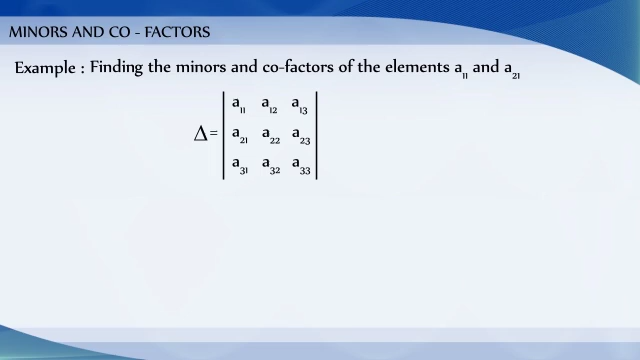 MINORS AND CO - FACTORS
Example : Finding the minors and co-factors of the elements a₁₁ and a₂₁
a₁₁ a₁₂ a₁₃
Δ= a₂₁ a₂₂ a₂₃
a₃₁ a₃₂ a₃₃